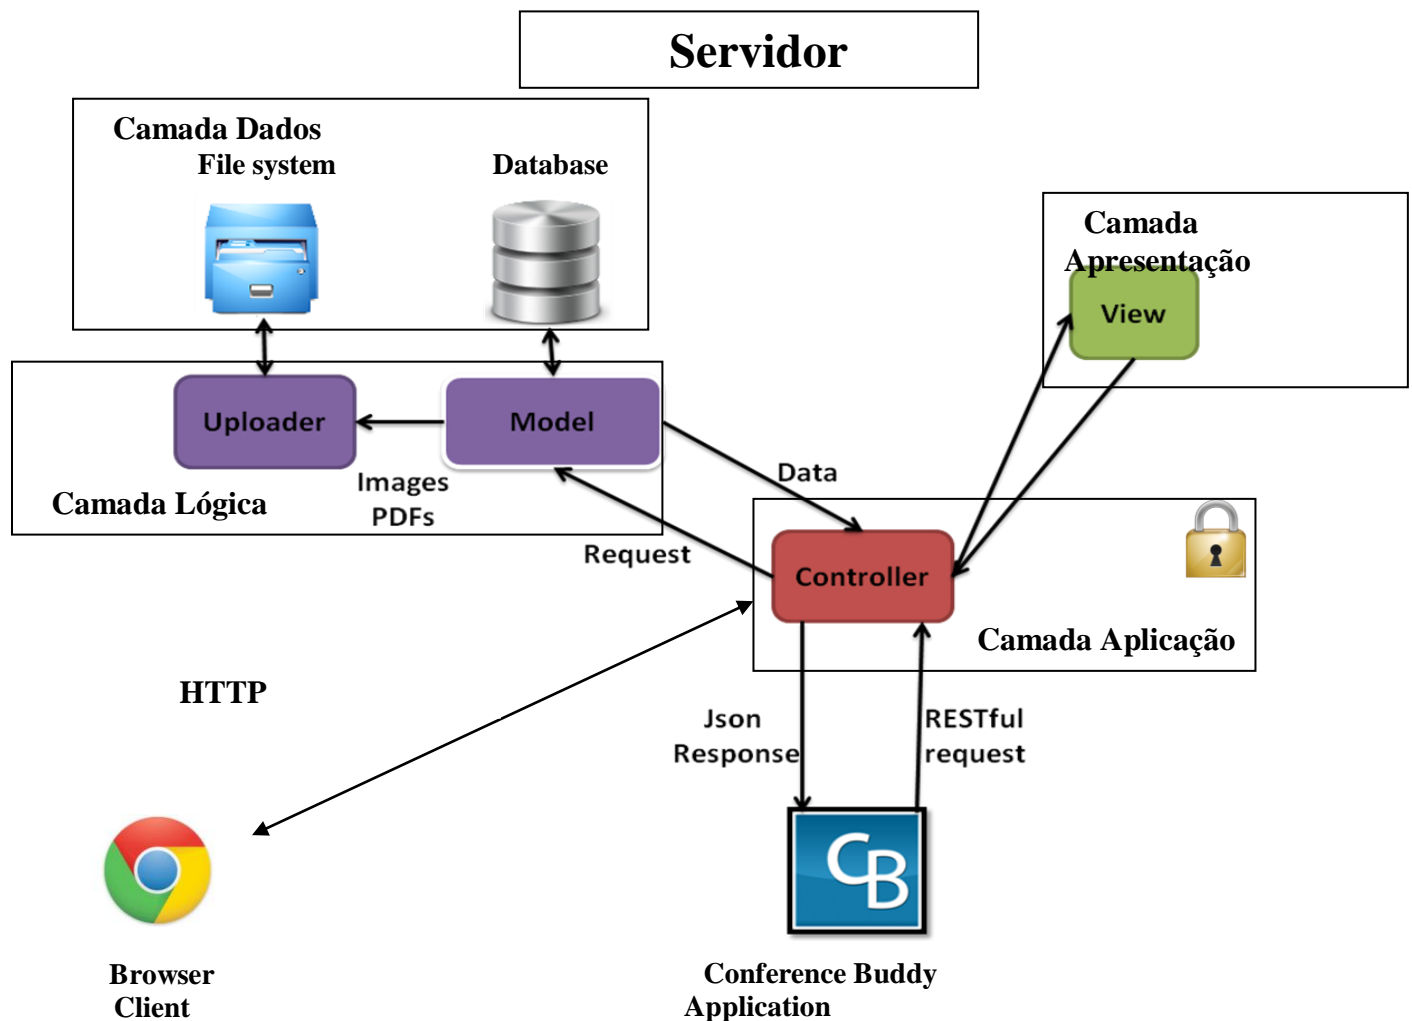 Servidor
Camada Dados
File system
Database
Camada
Apresentação
View
Uploader
Model
Images
PDFs
Camada Lógica
Data
Request
Controller
Camada Aplicação
HTTP
Json
Response
RESTful
request
CB
Browser
Client
Conference Buddy
Application